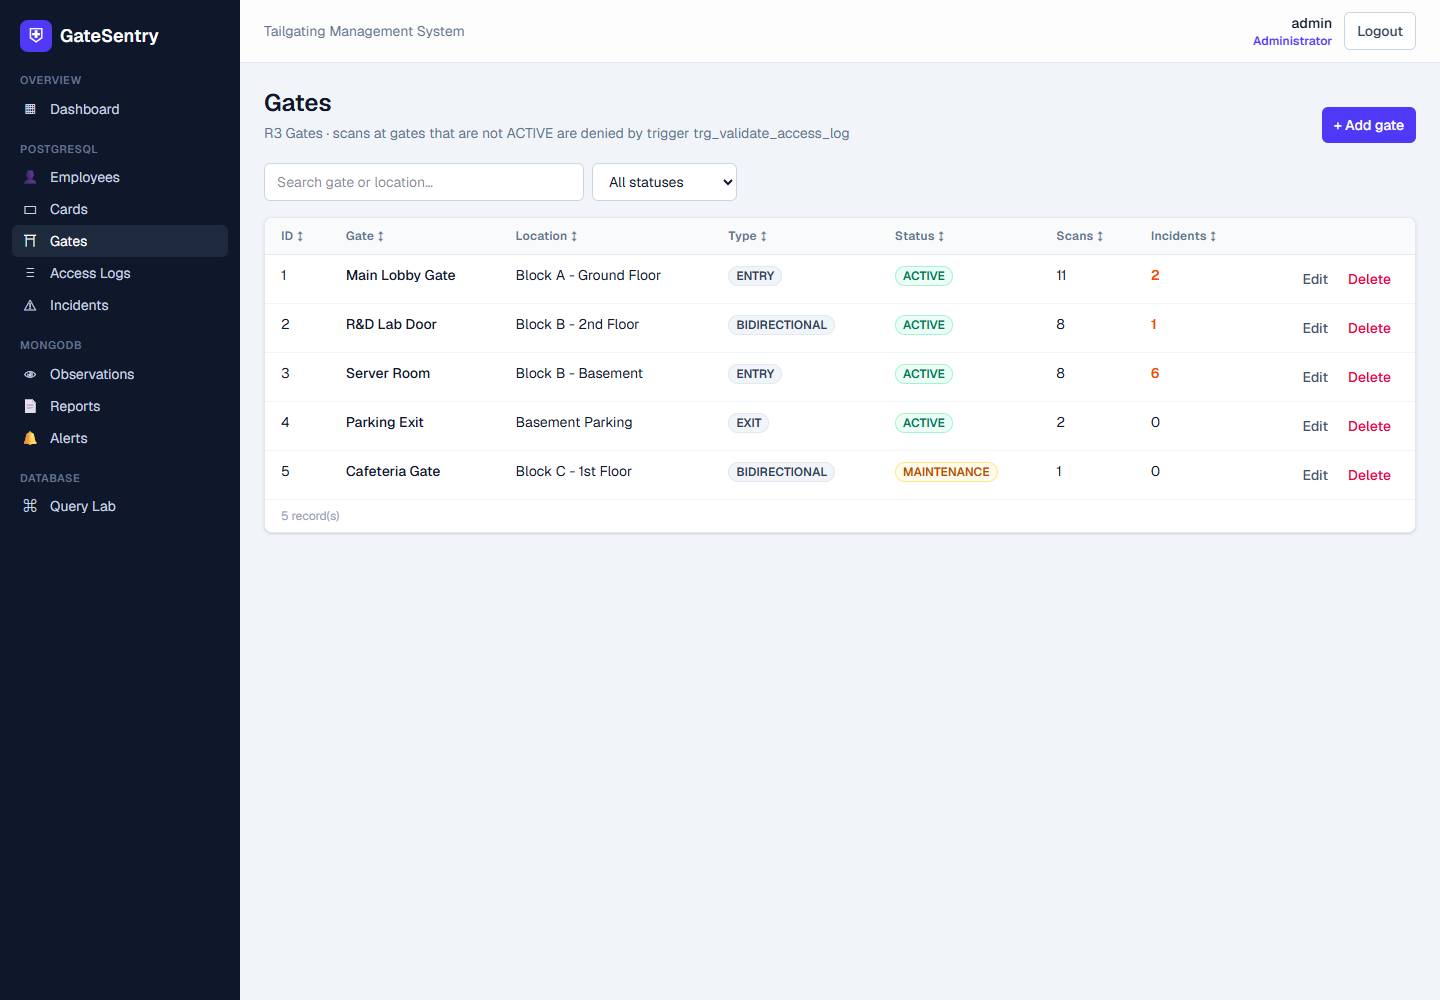 GateSentry
OVERVIEW
Dashboard
POSTGRESQL
Employees
Cards
Gates
Access Logs
Incidents
MONGODB
Observations
Reports
Alerts
DATABASE
Query Lab
Tailgating Management System
admin
Administrator
Logout
Gates
R3 Gates · scans at gates that are not ACTIVE are denied by trigger trg_validate_access_log
+ Add gate
Search gate or location...
All statuses
ID ↕ Gate ↕ Location ↕ Type ↕ Status ↕ Scans ↕ Incidents ↕
1 Main Lobby Gate Block A - Ground Floor ENTRY ACTIVE 11 2 Edit Delete
2 R&D Lab Door Block B - 2nd Floor BIDIRECTIONAL ACTIVE 8 1 Edit Delete
3 Server Room Block B - Basement ENTRY ACTIVE 8 6 Edit Delete
4 Parking Exit Basement Parking EXIT ACTIVE 2 0 Edit Delete
5 Cafeteria Gate Block C - 1st Floor BIDIRECTIONAL MAINTENANCE 1 0 Edit Delete
5 record(s)